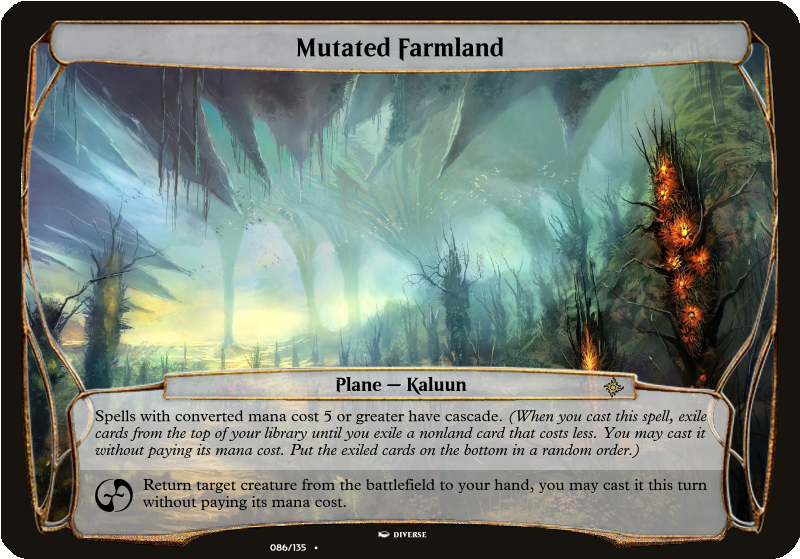 Mutated Farmland
Plane — Kaluun
Spells with converted mana cost 5 or greater have cascade. (When you cast this spell, exile
cards from the top of your library until you exile a nonland card that costs less. You may cast it
without paying its mana cost. Put the exiled cards on the bottom in a random order.)
Return target creature from the battlefield to your hand, you may cast it this turn
without paying its mana cost.
DIVERSE
086/135 •